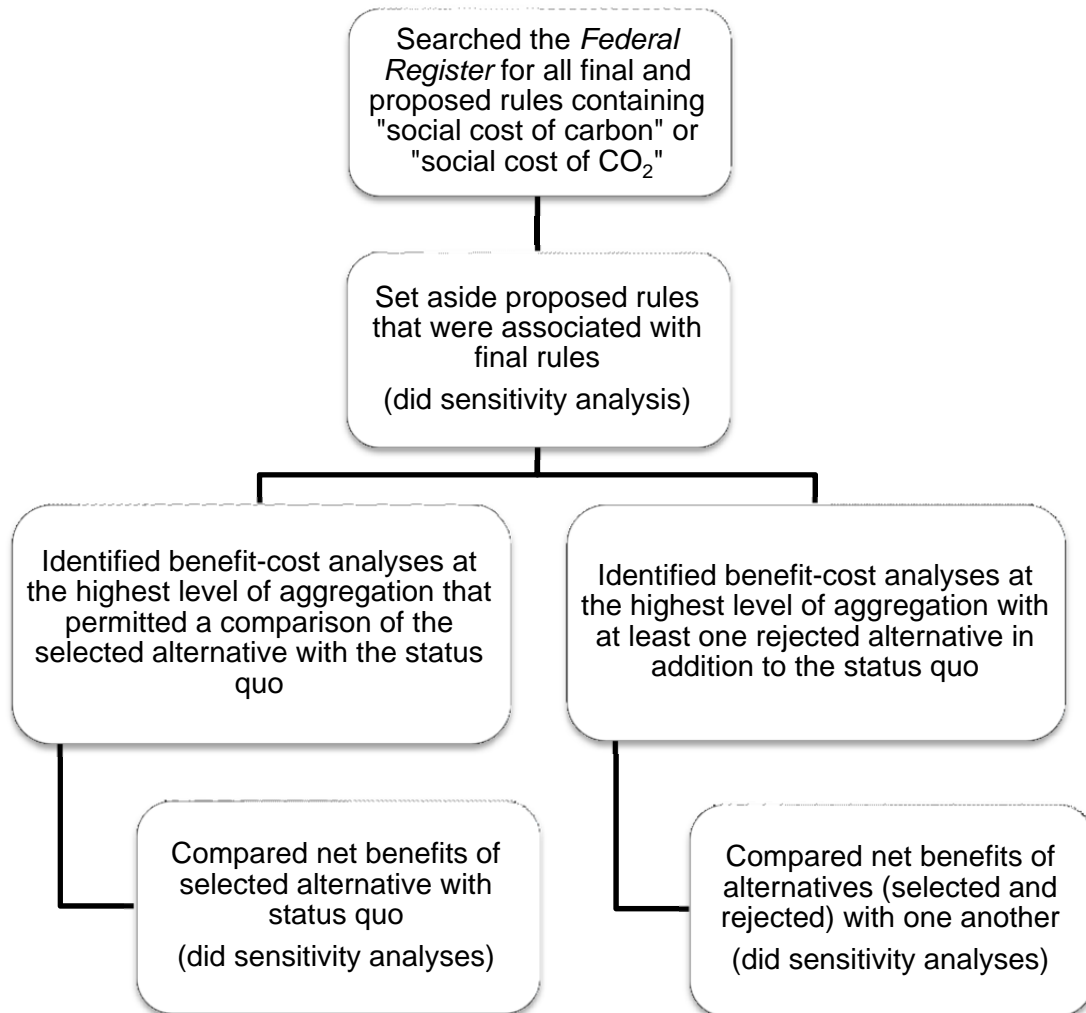 Searched the Federal
Register for all final and
proposed rules containing
"social cost of carbon" or
"social cost of CO₂"
Set aside proposed rules
that were associated with
final rules
(did sensitivity analysis)
Identified benefit-cost analyses at
the highest level of aggregation that
permitted a comparison of the
selected alternative with the status
quo
Identified benefit-cost analyses at
the highest level of aggregation with
at least one rejected alternative in
addition to the status quo
Compared net benefits of
selected alternative with
status quo
(did sensitivity analyses)
Compared net benefits of
alternatives (selected and
rejected) with one another
(did sensitivity analyses)